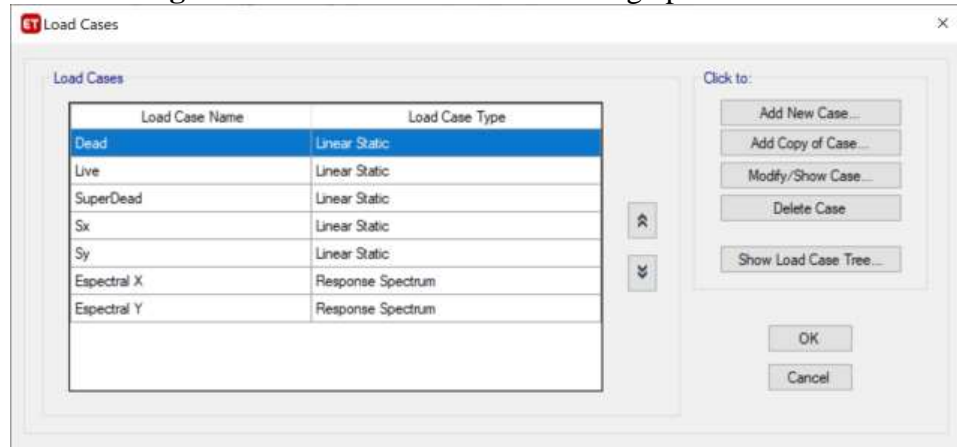 ET Load Cases
Load Cases
Click to:
Load Case Name Load Case Type
Dead Linear Static
Live Linear Static
SuperDead Linear Static
Sx Linear Static
Sy Linear Static
Espectral X Response Spectrum
Espectral Y Response Spectrum
Add New Case...
Add Copy of Case...
Modify/Show Case...
Delete Case
Show Load Case Tree...
OK
Cancel